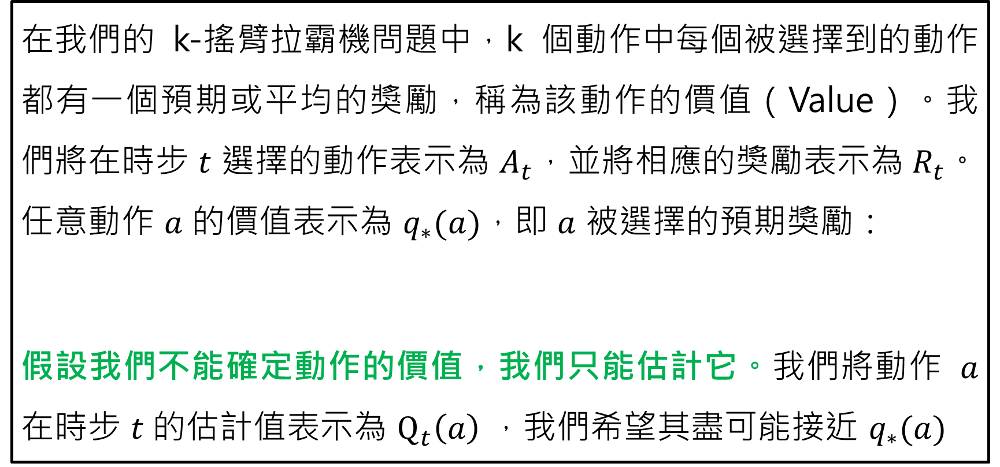 在我們的 k-搖臂拉霸機問題中，k 個動作中每個被選擇到的動作
都有一個預期或平均的獎勵，稱為該動作的價值（Value）。我
們將在時步 t 選擇的動作表示為 Aₜ，並將相應的獎勵表示為 Rₜ。
任意動作 a 的價值表示為 q∗(a)，即 a 被選擇的預期獎勵：
假設我們不能確定動作的價值，我們只能估計它。我們將動作 a
在時步 t 的估計值表示為 Qₜ(a) ，我們希望其盡可能接近 q∗(a)